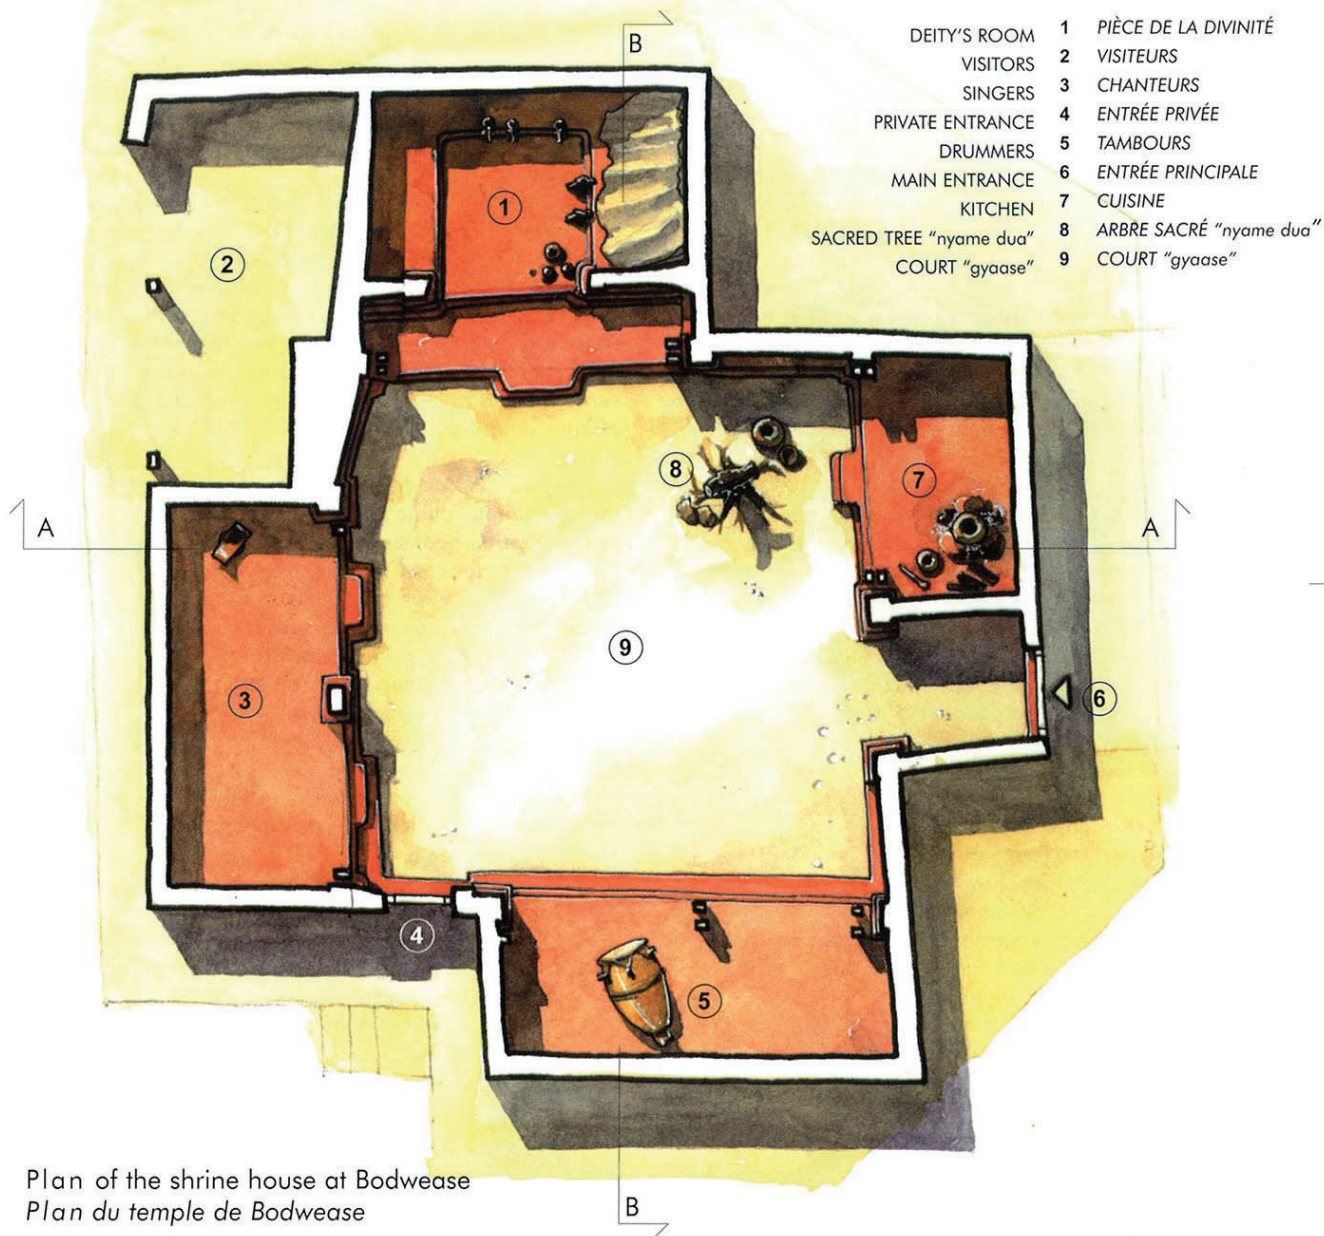 B
DEITY'S ROOM 1 PIÈCE DE LA DIVINITÉ
VISITORS 2 VISITEURS
SINGERS 3 CHANTEURS
PRIVATE ENTRANCE 4 ENTRÉE PRIVÉE
DRUMMERS 5 TAMBOURS
MAIN ENTRANCE 6 ENTRÉE PRINCIPALE
KITCHEN 7 CUISINE
SACRED TREE "nyame dua" 8 ARBRE SACRÉ "nyame dua"
COURT "gyaase" 9 COURT "gyaase"
1
2
8
7
A
A
9
3
6
4
5
Plan of the shrine house at Bodwease
Plan du temple de Bodwease
B